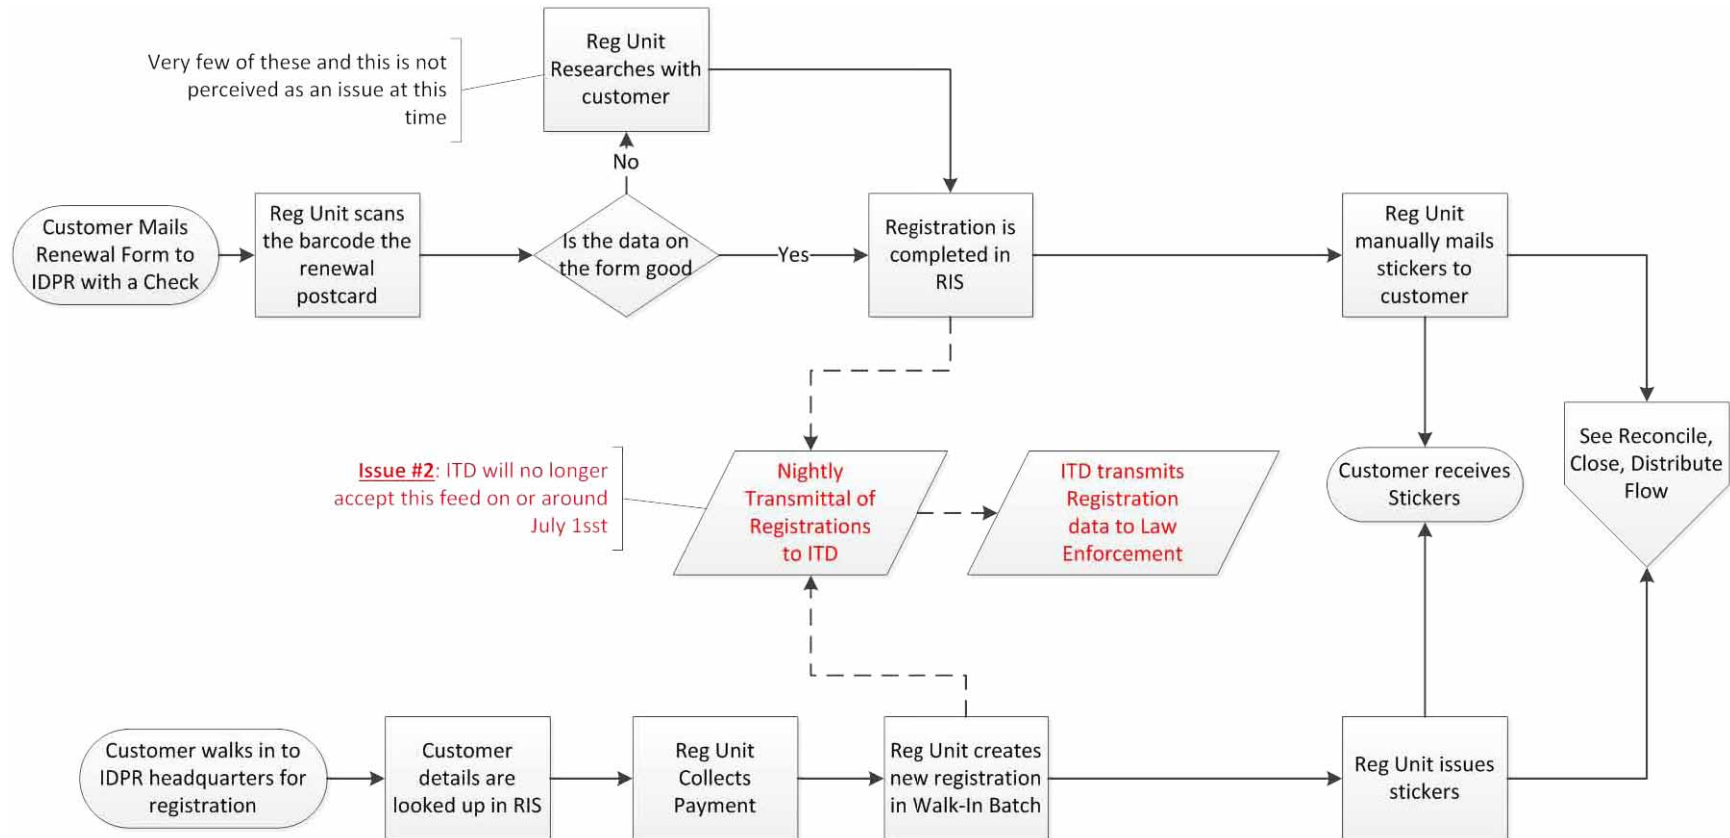 Very few of these and this is not
perceived as an issue at this
time
Reg Unit
Researches with
customer
No
Customer Mails
Renewal Form to
IDPR with a Check
Reg Unit scans
the barcode the
renewal
postcard
Is the data on
the form good
Yes
Registration is
completed in
RIS
Reg Unit
manually mails
stickers to
customer
Issue #2: ITD will no longer
accept this feed on or around
July 1sst
Nightly
Transmittal of
Registrations
to ITD
ITD transmits
Registration
data to Law
Enforcement
Customer receives
Stickers
See Reconcile,
Close, Distribute
Flow
Customer walks in to
IDPR headquarters for
registration
Customer
details are
looked up in RIS
Reg Unit
Collects
Payment
Reg Unit creates
new registration
in Walk-In Batch
Reg Unit issues
stickers